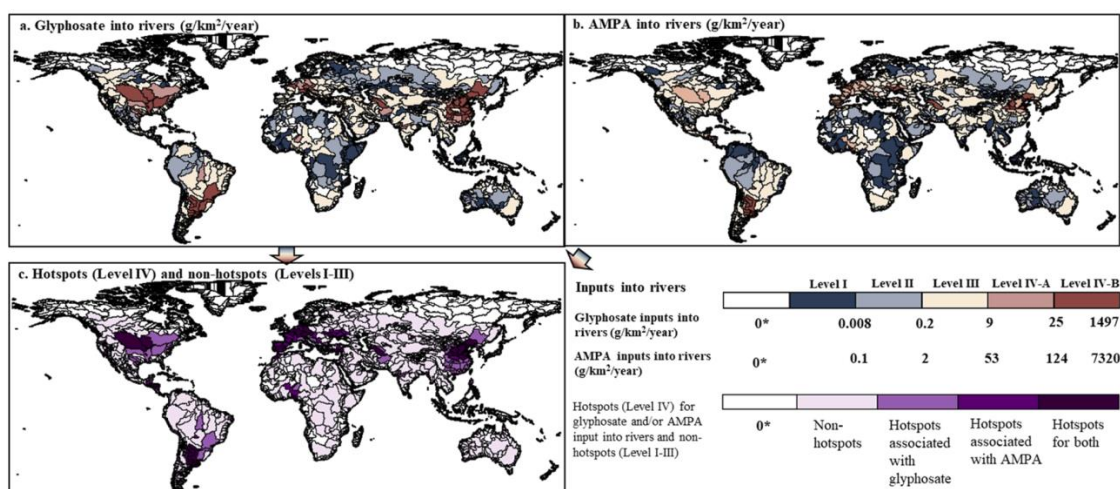 a. Glyphosate into rivers (g/km²/year)
b. AMPA into rivers (g/km²/year)
c. Hotspots (Level IV) and non-hotspots (Levels I-III)
Inputs into rivers
Level I Level II Level III Level IV-A Level IV-B
Glyphosate inputs into
rivers (g/km²/year)
0* 0.008 0.2 9 25 1497
AMPA inputs into rivers
(g/km²/year)
0* 0.1 2 53 124 7320
Hotspots (Level IV) for
glyphosate and/or AMPA
input into rivers and non-
hotspots (Level I-III)
0*
Non-
hotspots
Hotspots
associated
with
glyphosate
Hotspots
associated
with AMPA
Hotspots
for both